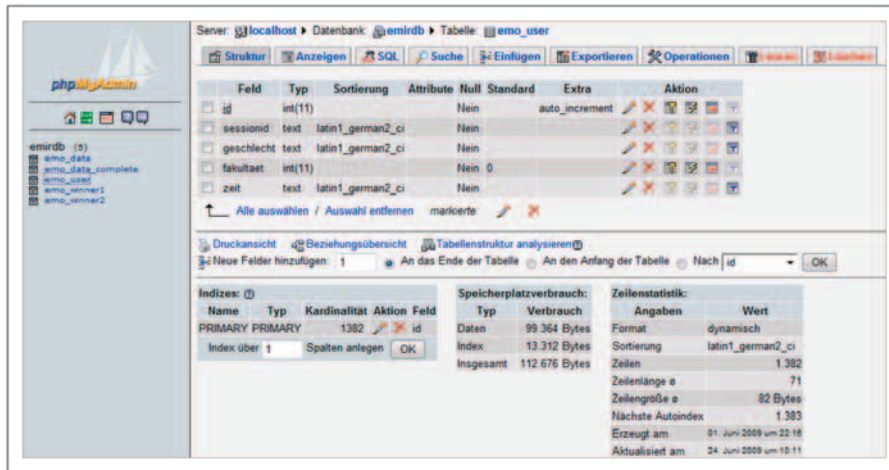 Server: localhost ▸ Datenbank: emirdb ▸ Tabelle: emo_user
Struktur Anzeigen SQL Suche Einfügen Exportieren Operationen
phpMyAdmin
emirdb (5)
emo_data
emo_data_complete
emo_user
emo_winner1
emo_winner2
Feld Typ Sortierung Attribute Null Standard Extra Aktion
id int(11) Nein auto_increment
sessionid text latin1_german2_ci Nein
geschlecht text latin1_german2_ci Nein
fakultaet int(11) Nein 0
zeit text latin1_german2_ci Nein
Alle auswählen / Auswahl entfernen markierte:
Druckansicht Beziehungsübersicht Tabellenstruktur analysieren
Neue Felder hinzufügen: 1 An das Ende der Tabelle An den Anfang der Tabelle Nach id OK
Indizes:
Name Typ Kardinalität Aktion Feld
PRIMARY PRIMARY 1382 id
Index über 1 Spalten anlegen OK
Speicherplatzverbrauch:
Typ Verbrauch
Daten 99.364 Bytes
Index 13.312 Bytes
Insgesamt 112.676 Bytes
Zeilenstatistik:
Angaben Wert
Format dynamisch
Sortierung latin1_german2_ci
Zeilen 1.382
Zeilenlänge ø 71
Zeilengröße ø 82 Bytes
Nächste Autoindex 1.383
Erzeugt am 01. Juni 2009 um 22:16
Aktualisiert am 24. Juni 2009 um 10:11